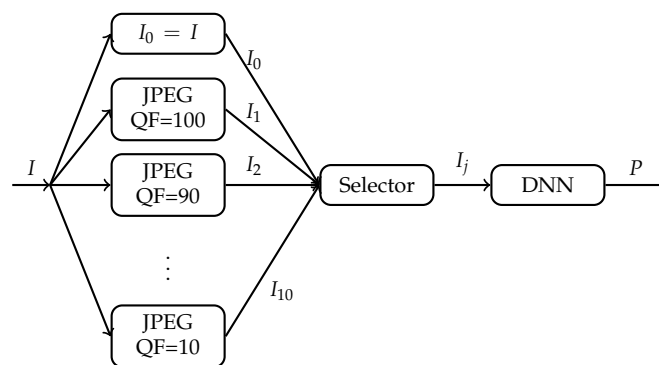 I₀ = I
I₀
JPEG
QF=100
I₁
I
JPEG
QF=90
I₂
Selector
Iⱼ
DNN
P
⋮
I₁₀
JPEG
QF=10